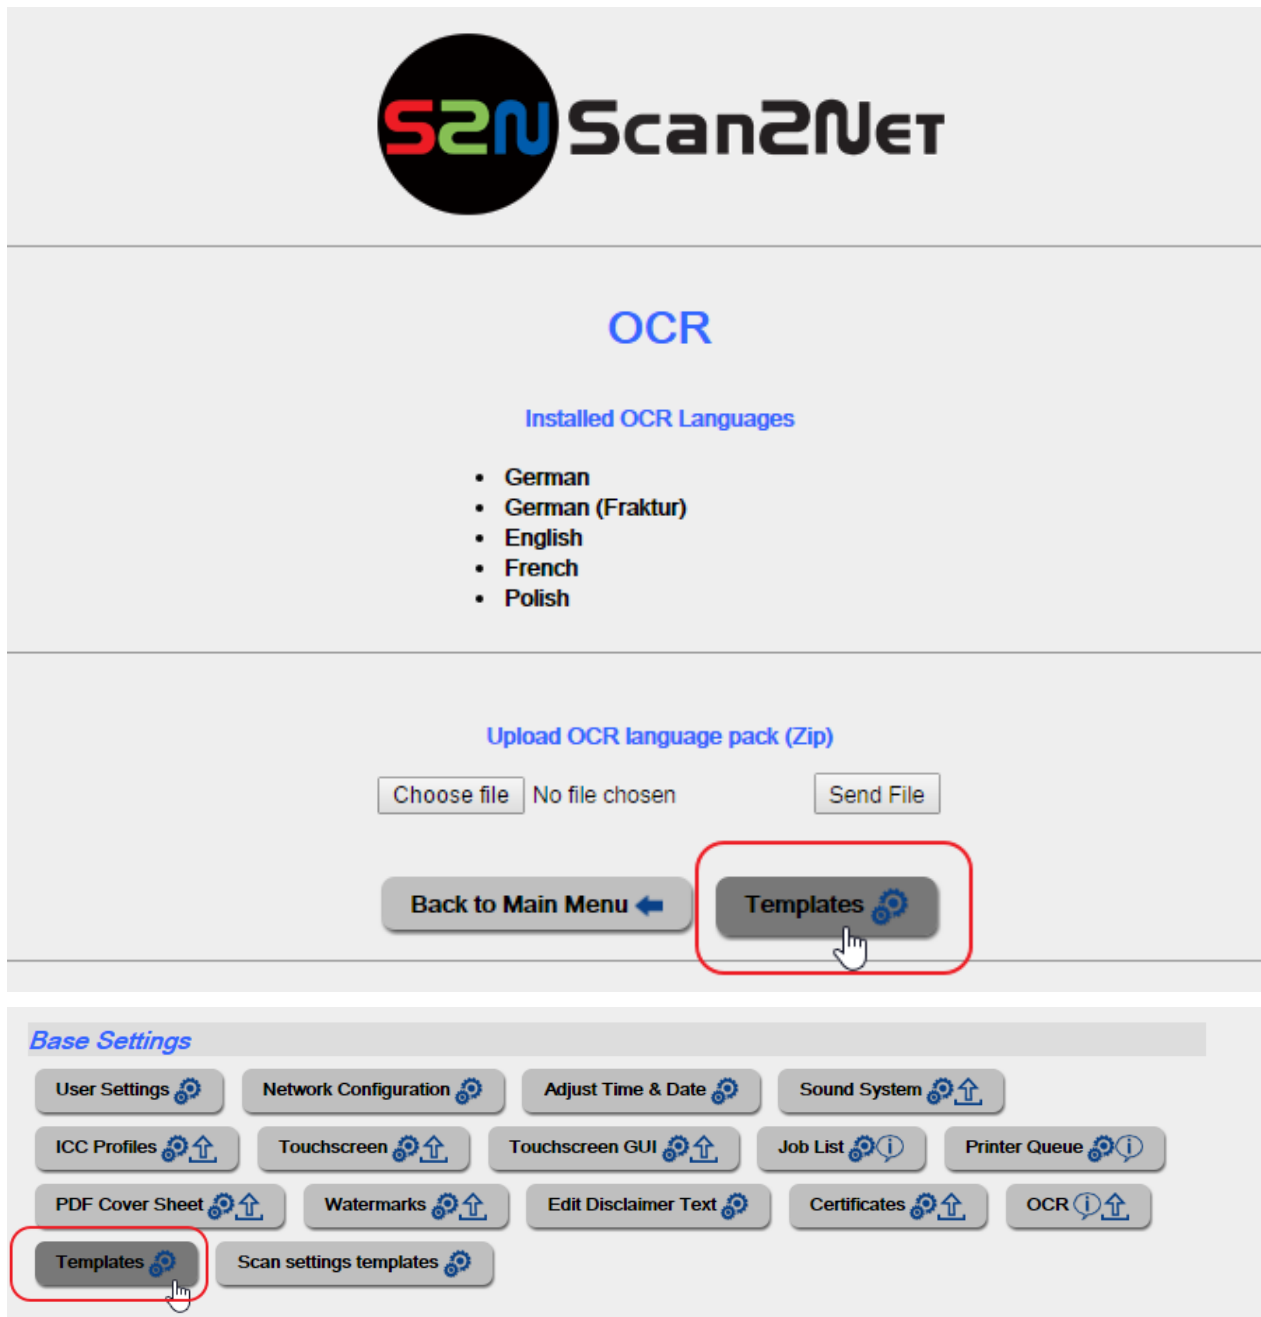 S2N Scan2Net
OCR
Installed OCR Languages
• German
• German (Fraktur)
• English
• French
• Polish
Upload OCR language pack (Zip)
Choose file No file chosen Send File
Back to Main Menu Templates
Base Settings
User Settings Network Configuration Adjust Time & Date Sound System
ICC Profiles Touchscreen Touchscreen GUI Job List Printer Queue
PDF Cover Sheet Watermarks Edit Disclaimer Text Certificates OCR
Templates Scan settings templates